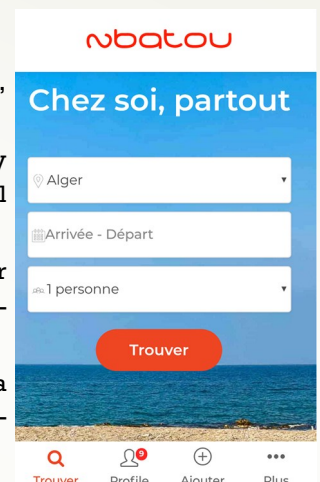 nbatou
Chez soi, partout
Alger
Arrivée - Départ
1 personne
Trouver
9
Trouver Profile Ajouter Plus